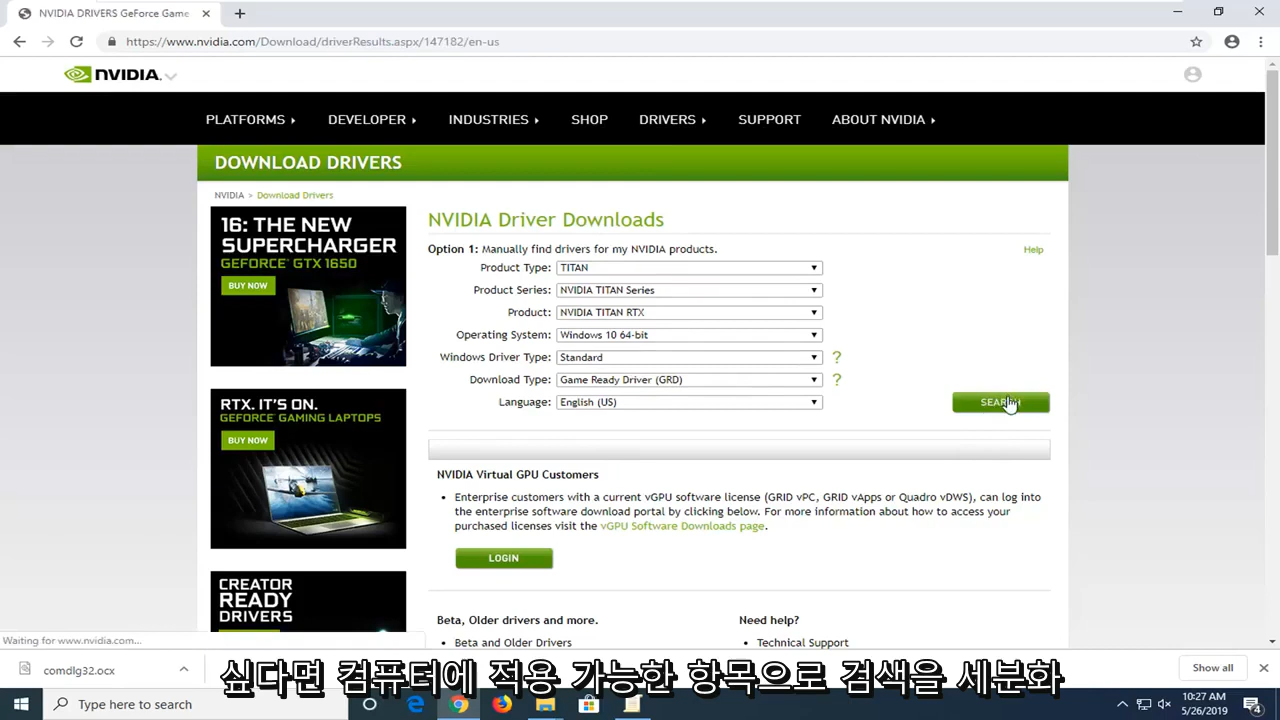 NVIDIA DRIVERS GeForce Game
https://www.nvidia.com/Download/driverResults.aspx/147182/en-us
NVIDIA.
PLATFORMS
DEVELOPER
INDUSTRIES
SHOP
DRIVERS
SUPPORT
ABOUT NVIDIA
DOWNLOAD DRIVERS
NVIDIA > Download Drivers
16: THE NEW
SUPERCHARGER
GEFORCE® GTX 1650
BUY NOW
RTX. IT'S ON.
GEFORCE® GAMING LAPTOPS
BUY NOW
CREATOR
READY
DRIVERS
NVIDIA Driver Downloads
Option 1: Manually find drivers for my NVIDIA products.
Help
Product Type: TITAN
Product Series: NVIDIA TITAN Series
Product: NVIDIA TITAN RTX
Operating System: Windows 10 64-bit
Windows Driver Type: Standard ?
Download Type: Game Ready Driver (GRD) ?
Language: English (US)
SEARCH
NVIDIA Virtual GPU Customers
• Enterprise customers with a current vGPU software license (GRID vPC, GRID vApps or Quadro vDWS), can log into
the enterprise software download portal by clicking below. For more information about how to access your
purchased licenses visit the vGPU Software Downloads page.
LOGIN
Beta, Older drivers and more.
• Beta and Older Drivers
Need help?
• Technical Support
Waiting for www.nvidia.com...
comdlg32.ocx
Show all
싶다면 컴퓨터에 적용 가능한 항목으로 검색을 세분화
Type here to search
10:27 AM
5/26/2019
4